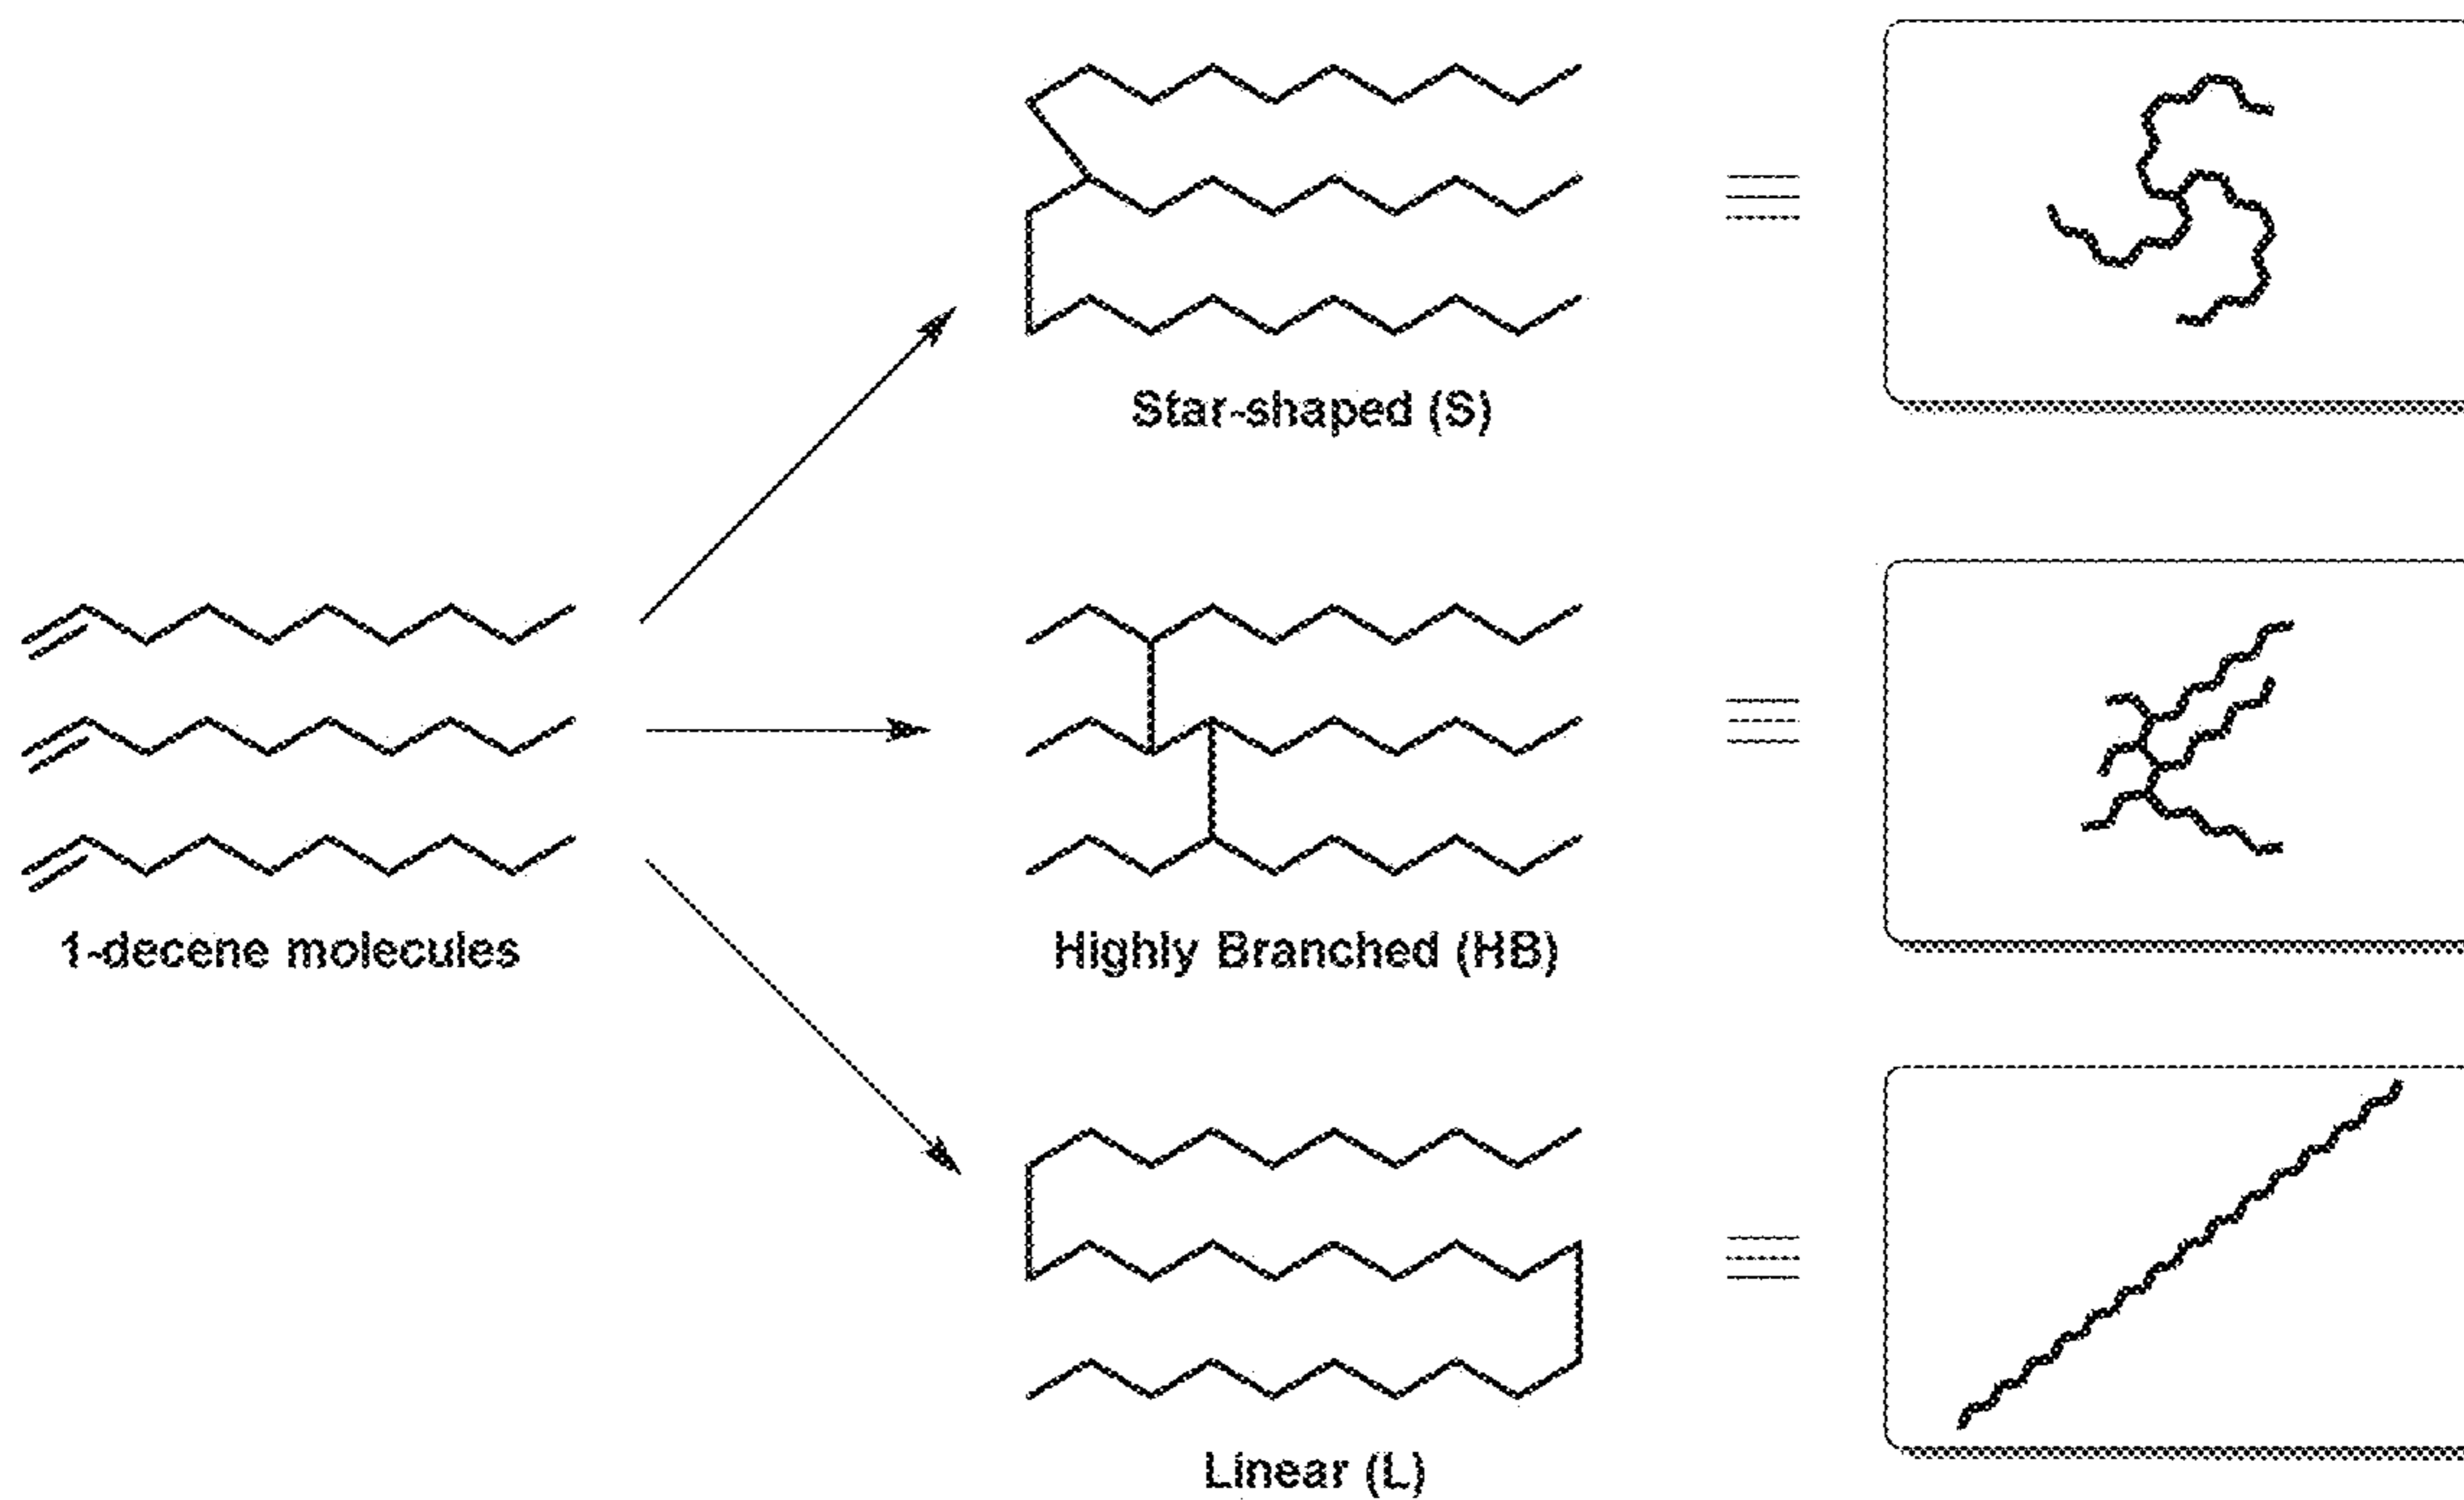 Star-shaped (S)
1-decene molecules
Highly Branched (HB)
Linear (L)